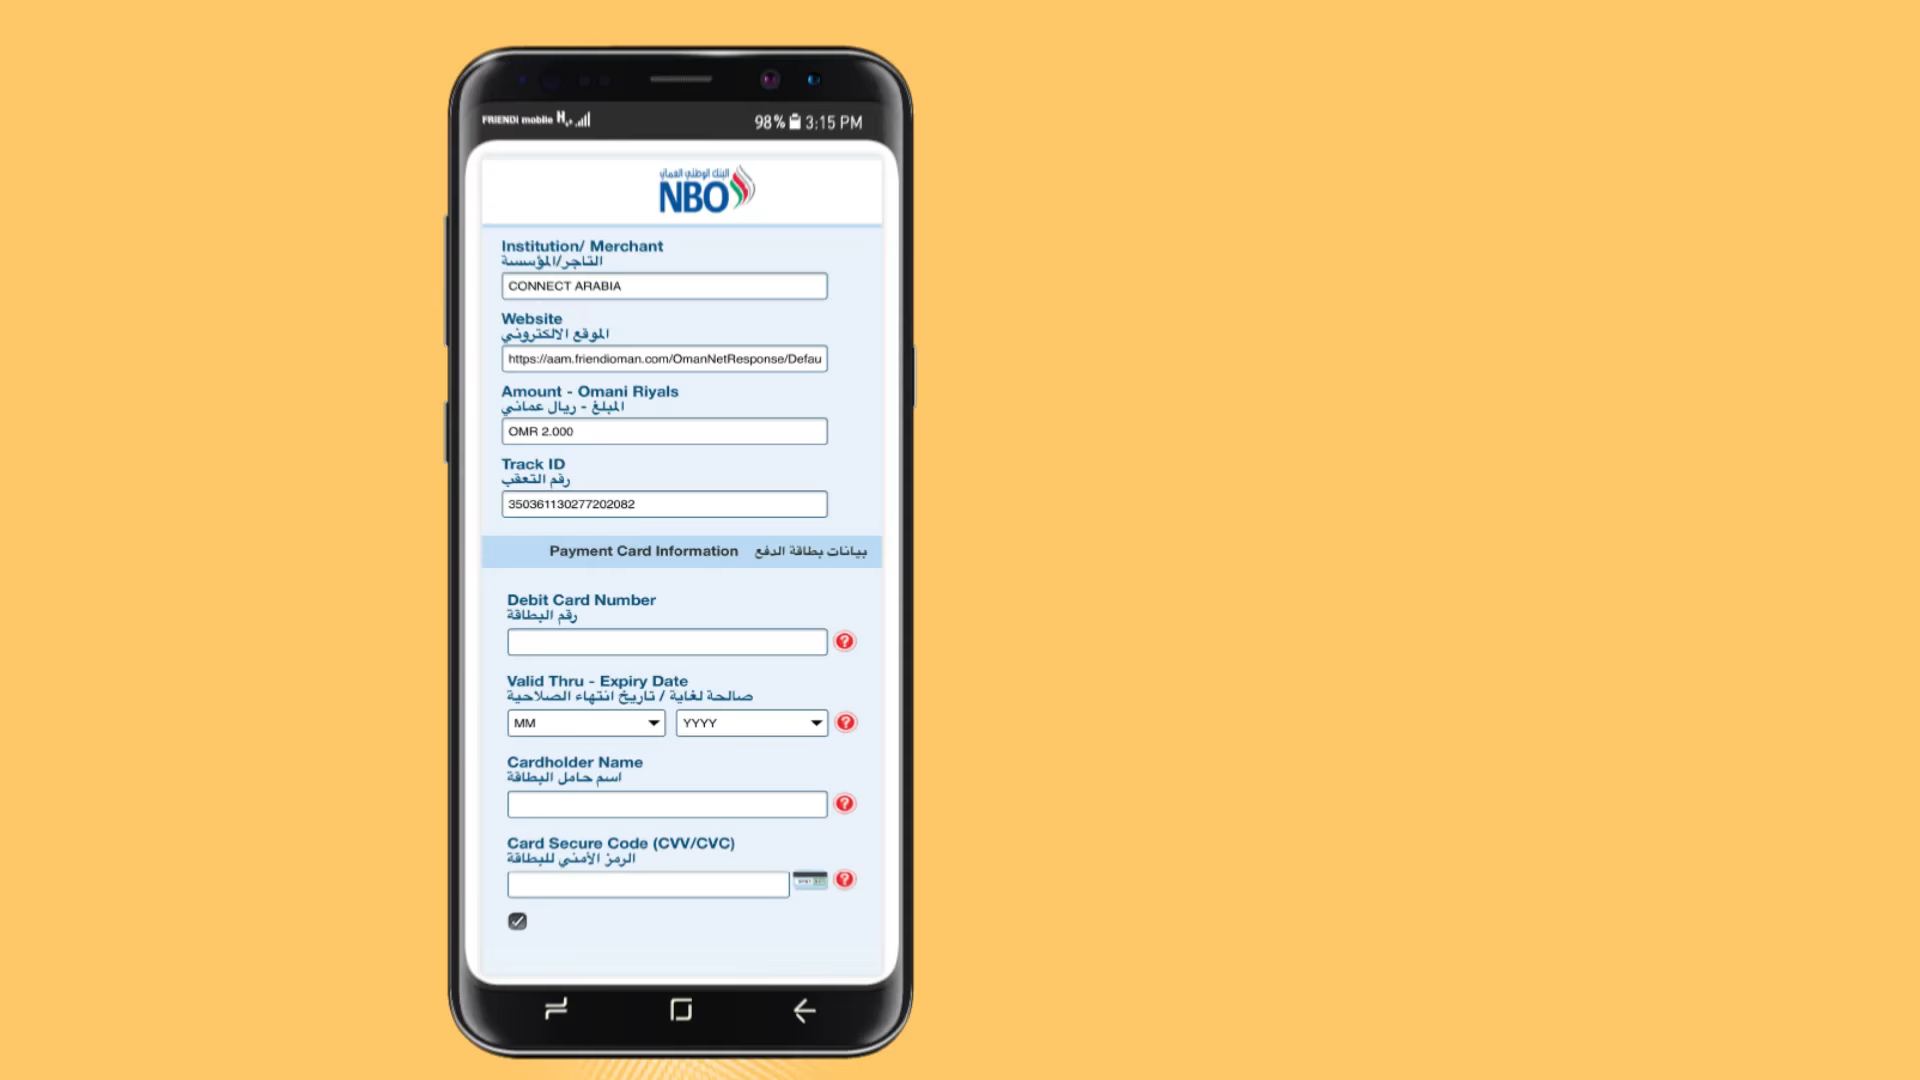 FRIENDi mobile H+
98% 3:15 PM
البنك الوطني العماني
NBO
Institution/ Merchant
التاجر/المؤسسة
CONNECT ARABIA
Website
الموقع الالكتروني
https://aam.friendioman.com/OmanNetResponse/Defau
Amount - Omani Riyals
المبلغ - ريال عماني
OMR 2.000
Track ID
رقم التعقب
350361130277202082
Payment Card Information بيانات بطاقة الدفع
Debit Card Number
رقم البطاقة
?
Valid Thru - Expiry Date
صالحة لغاية / تاريخ انتهاء الصلاحية
MM YYYY ?
Cardholder Name
اسم حامل البطاقة
?
Card Secure Code (CVV/CVC)
الرمز الأمني للبطاقة
?